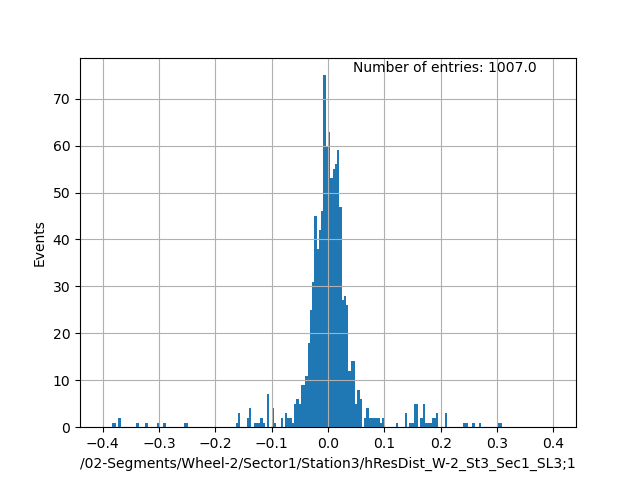 Number of entries: 1007.0
70
60
50
40
30
20
10
0
Events
−0.4 −0.3 −0.2 −0.1 0.0 0.1 0.2 0.3 0.4
/02-Segments/Wheel-2/Sector1/Station3/hResDist_W-2_St3_Sec1_SL3;1